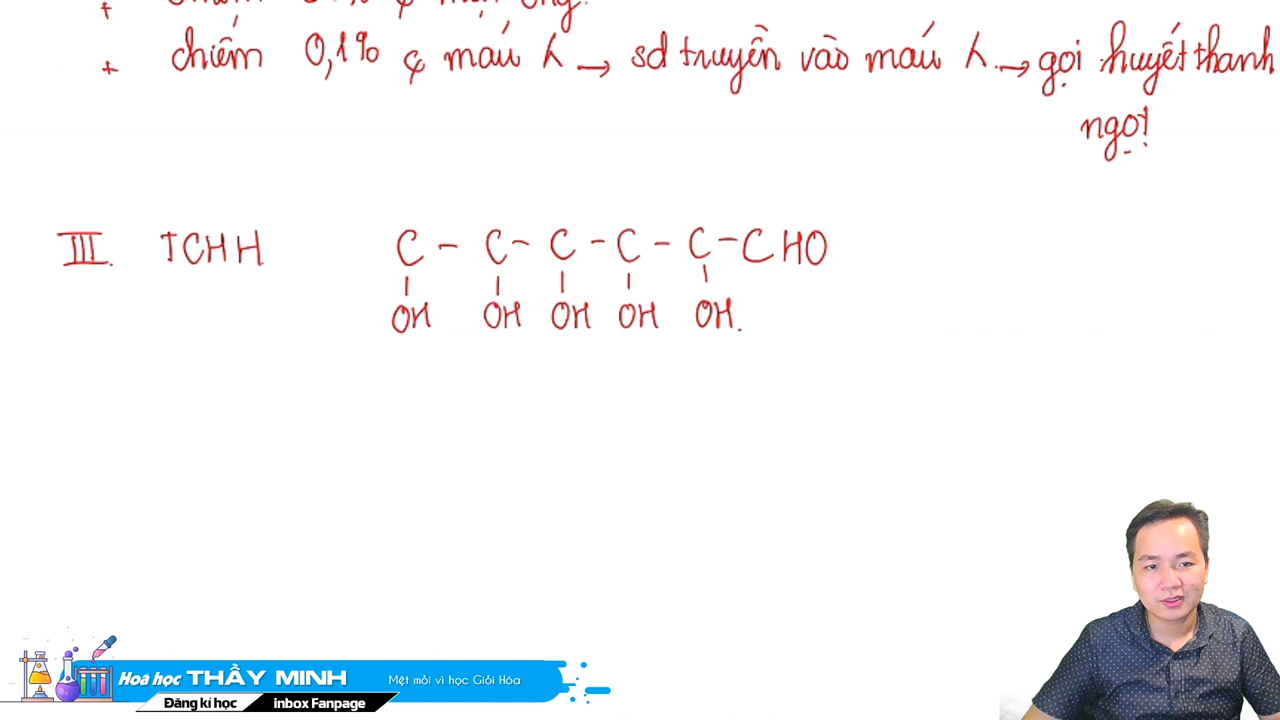 + chiếm
+ chiếm 0,1% máu → sd truyền vào máu → gọi huyết thanh
ngọt
III. TCHH C - C - C - C - C - CHO
OH OH OH OH OH.
Hoá học THẦY MINH
Mệt mỏi vì học Giỏi Hóa
Đăng kí học inbox Fanpage